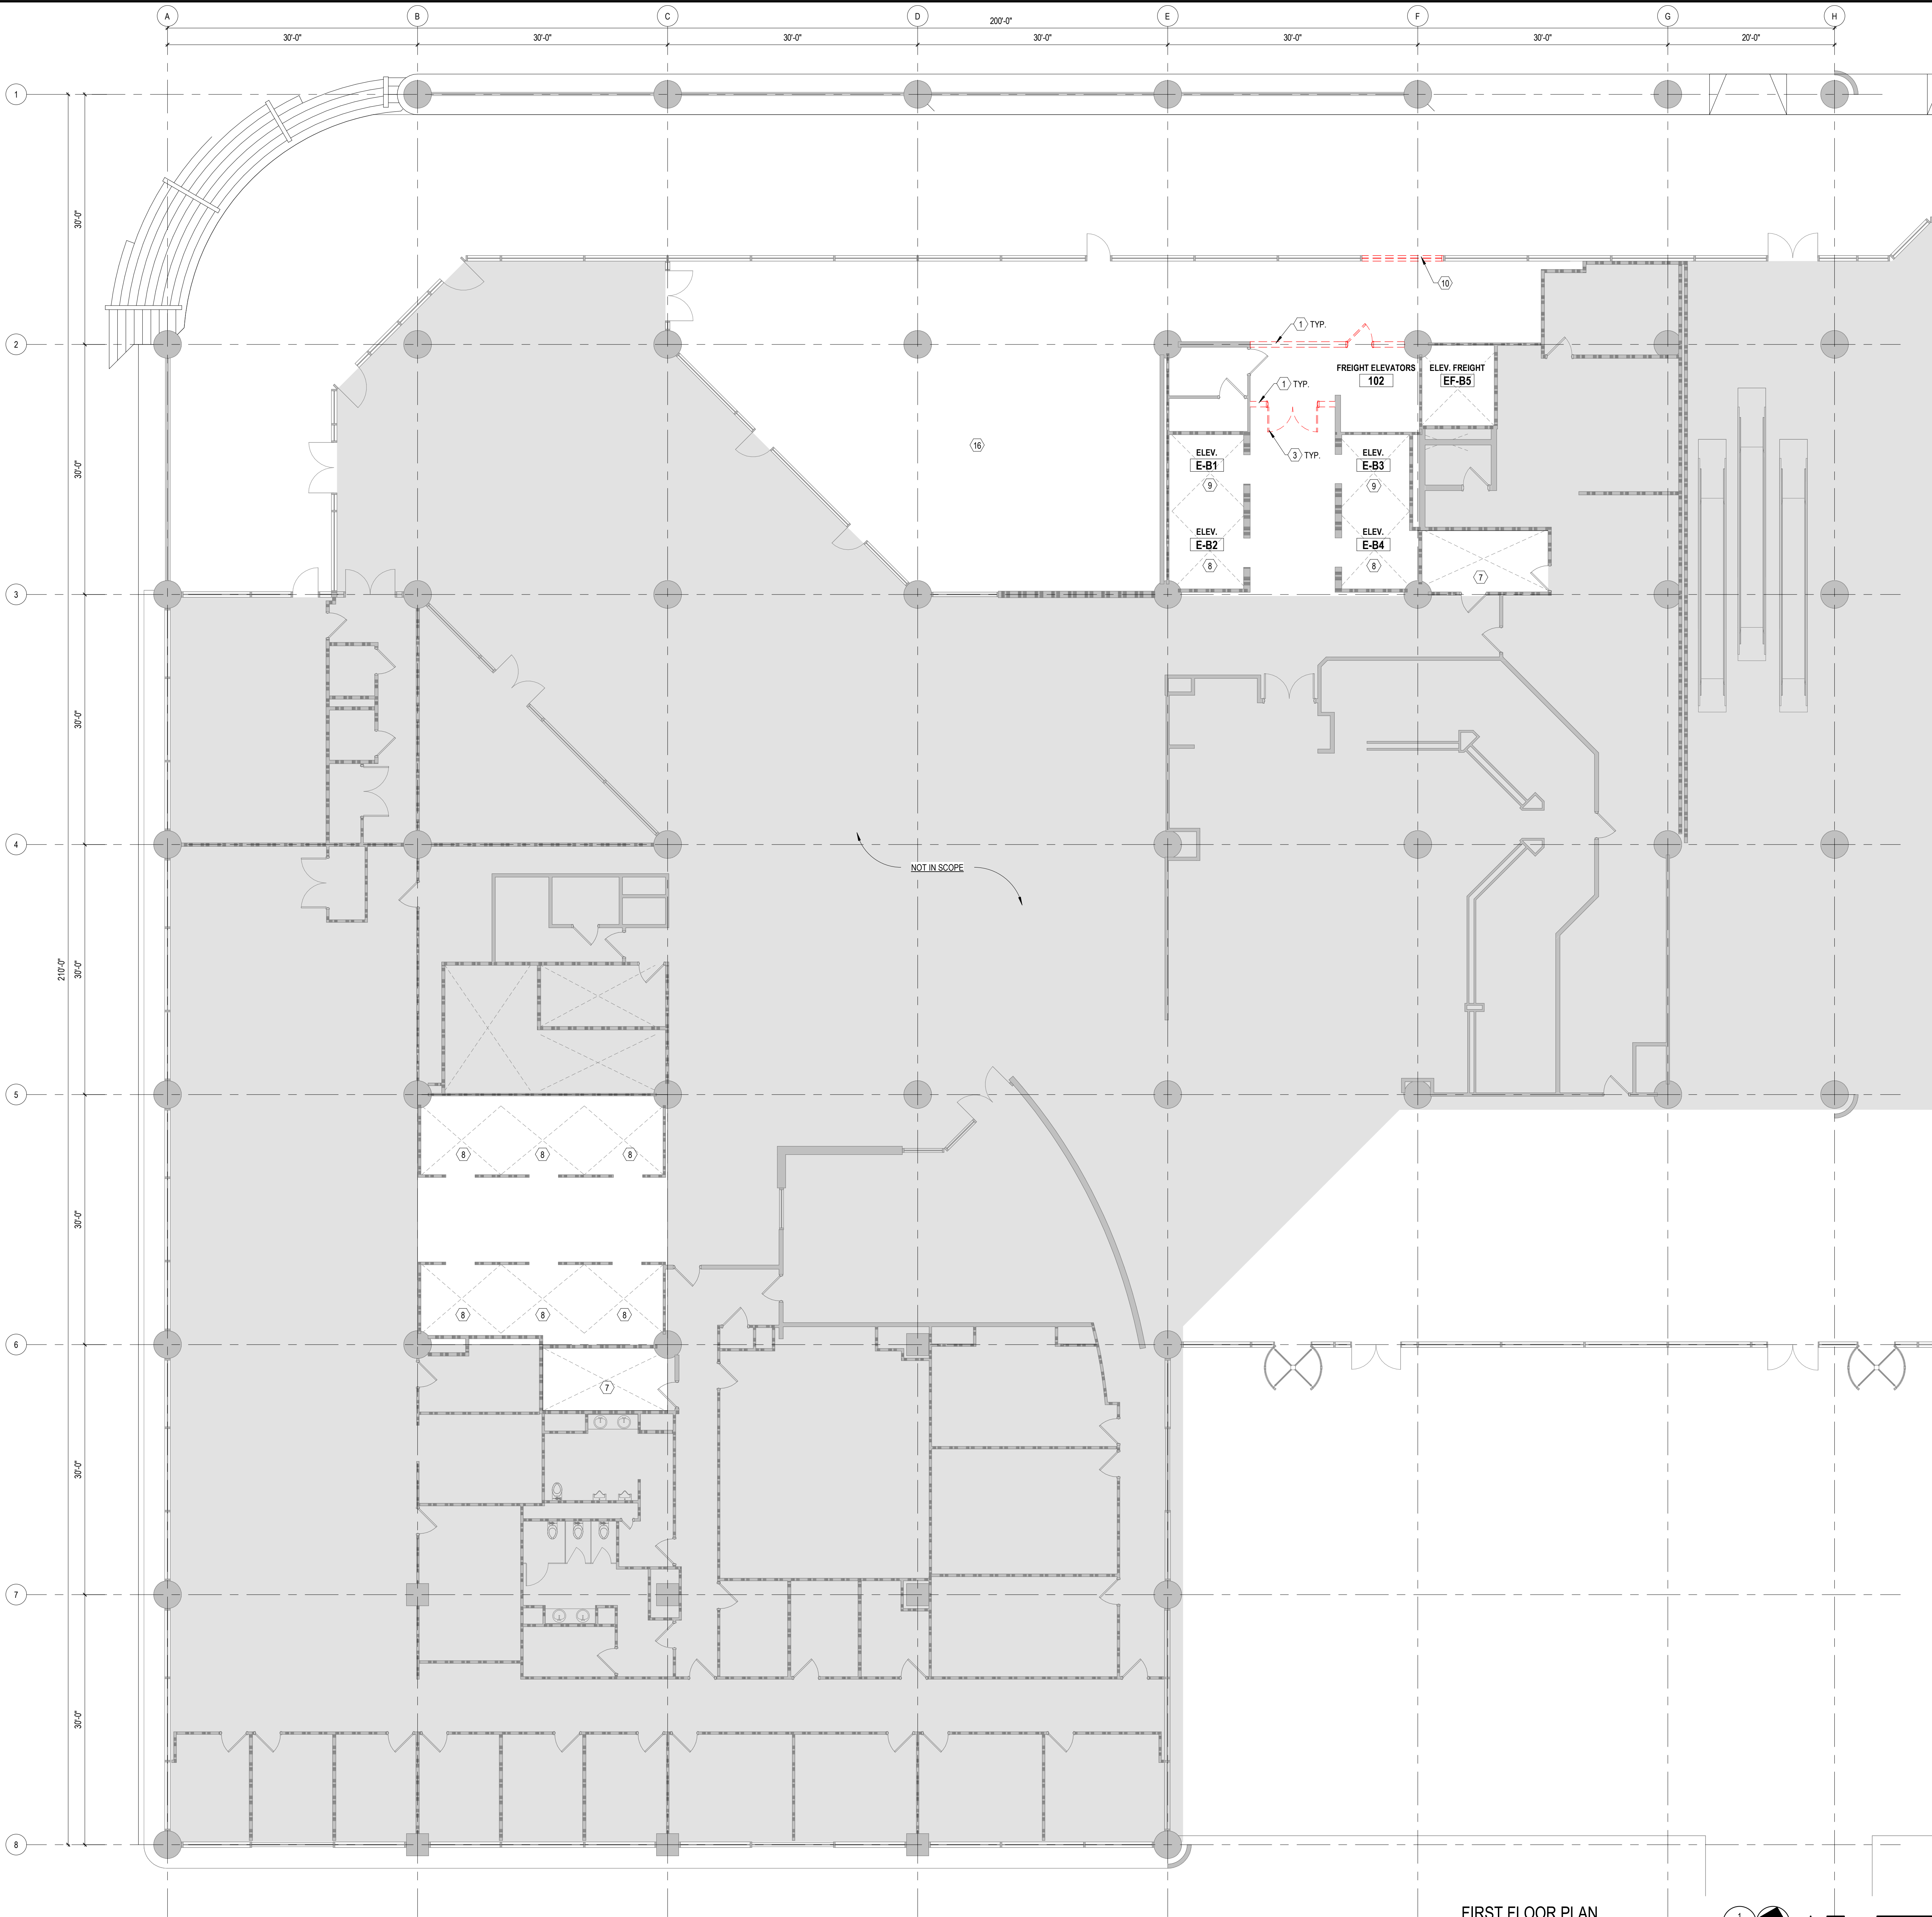 A B C D E F G H
200'-0"
30'-0" 30'-0" 30'-0" 30'-0" 30'-0" 30'-0" 20'-0"
1
30'-0"
10
2
1 TYP.
FREIGHT ELEVATORS
102
ELEV. FREIGHT
EF-B5
1 TYP.
16
3 TYP.
30'-0"
ELEV.
E-B1
9
ELEV.
E-B3
9
ELEV.
E-B2
8
ELEV.
E-B4
8
7
3
30'-0"
4
NOT IN SCOPE
210'-0"
30'-0"
5
8 8 8
30'-0"
8 8 8
6
7
30'-0"
7
30'-0"
8
FIRST FLOOR PLAN
1